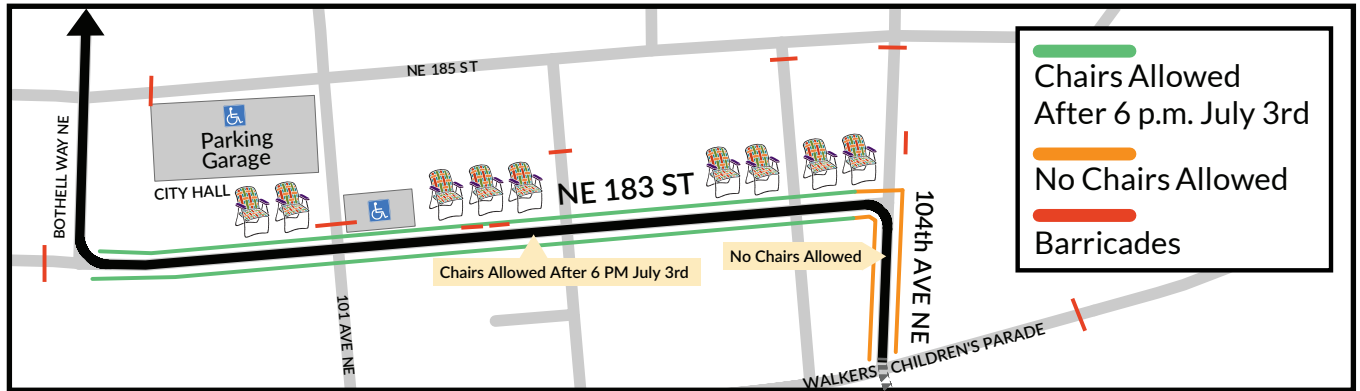 NE 185 ST
BOTHELL WAY NE
Parking
Garage
CITY HALL
NE 183 ST
104th AVE NE
No Chairs Allowed
Chairs Allowed After 6 PM July 3rd
101 AVE NE
WALKERS
CHILDREN'S PARADE
Chairs Allowed
After 6 p.m. July 3rd
No Chairs Allowed
Barricades